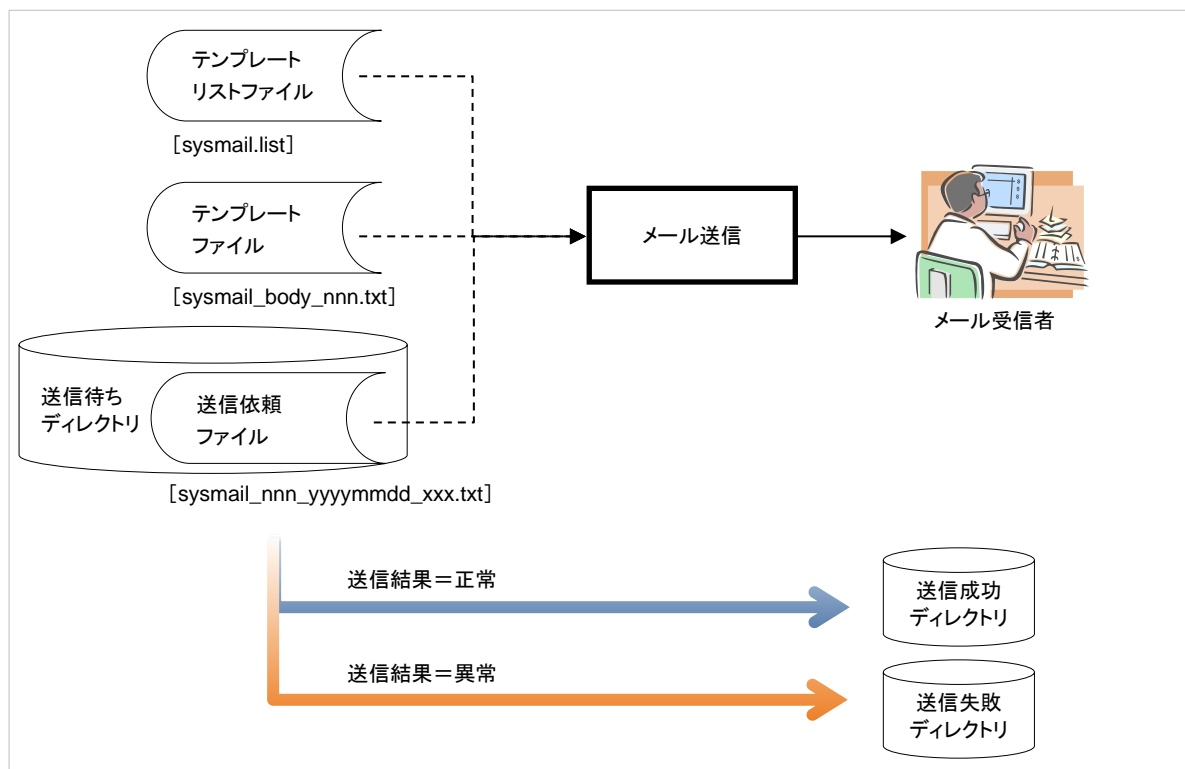 テンプレート
リストファイル
［sysmail.list］
テンプレート
ファイル
［sysmail_body_nnn.txt］
メール送信
メール受信者
送信待ち
ディレクトリ
送信依頼
ファイル
［sysmail_nnn_yyyymmdd_xxx.txt］
送信結果＝正常
送信成功
ディレクトリ
送信結果＝異常
送信失敗
ディレクトリ